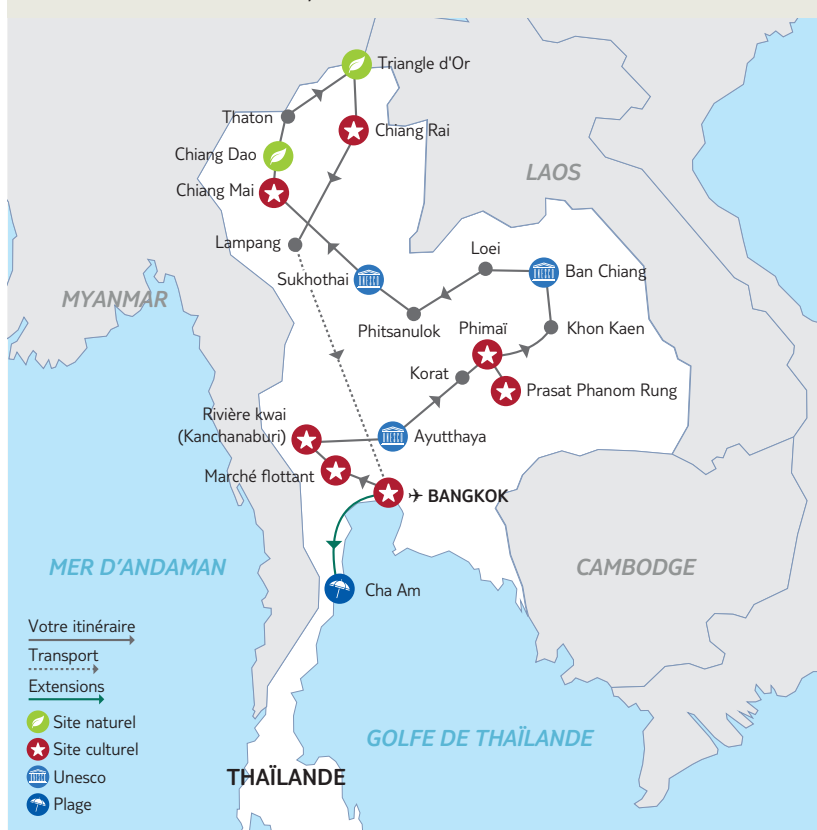 Triangle d'Or
Thaton
Chiang Rai
Chiang Dao
LAOS
Chiang Mai
Lampang
Loei
Sukhothai
Ban Chiang
MYANMAR
Phitsanulok
Phimaï
Khon Kaen
Korat
Prasat Phanom Rung
Rivière kwai
(Kanchanaburi)
Ayutthaya
Marché flottant
BANGKOK
MER D'ANDAMAN
CAMBODGE
Cha Am
Votre itinéraire
Transport
Extensions
Site naturel
Site culturel
GOLFE DE THAÏLANDE
Unesco
THAÏLANDE
Plage